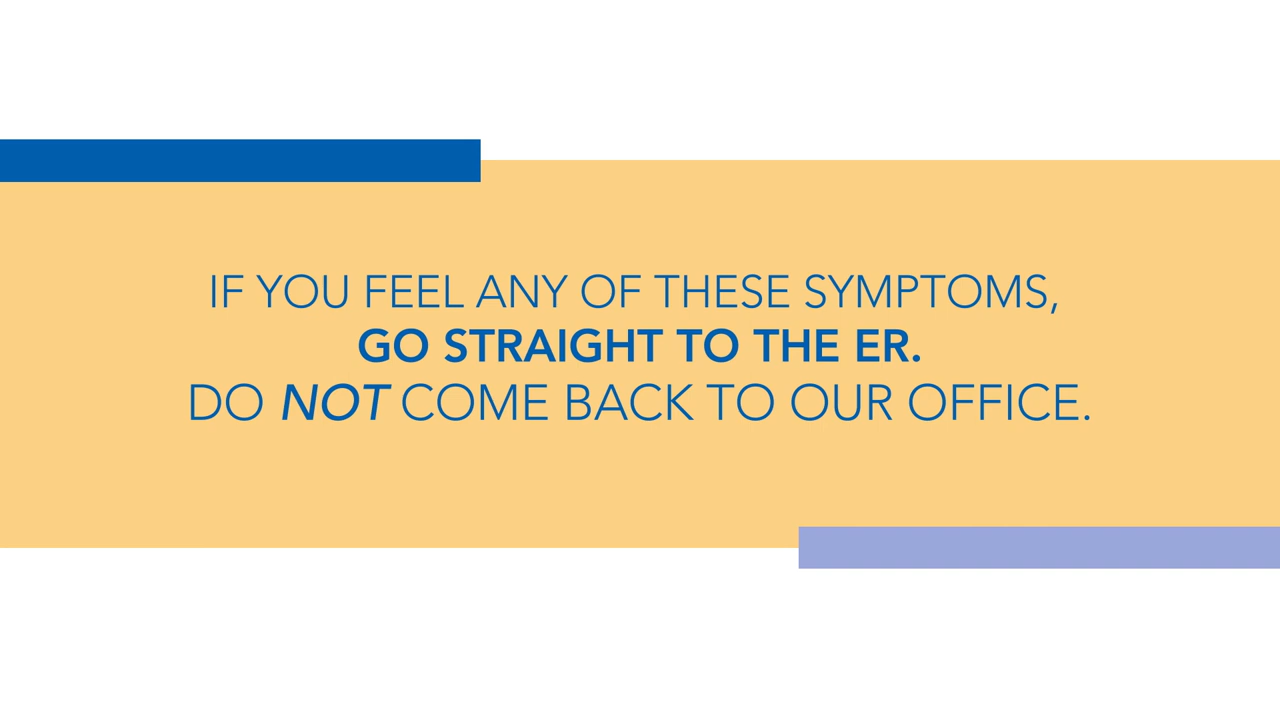 IF YOU FEEL ANY OF THESE SYMPTOMS,
GO STRAIGHT TO THE ER.
DO NOT COME BACK TO OUR OFFICE.